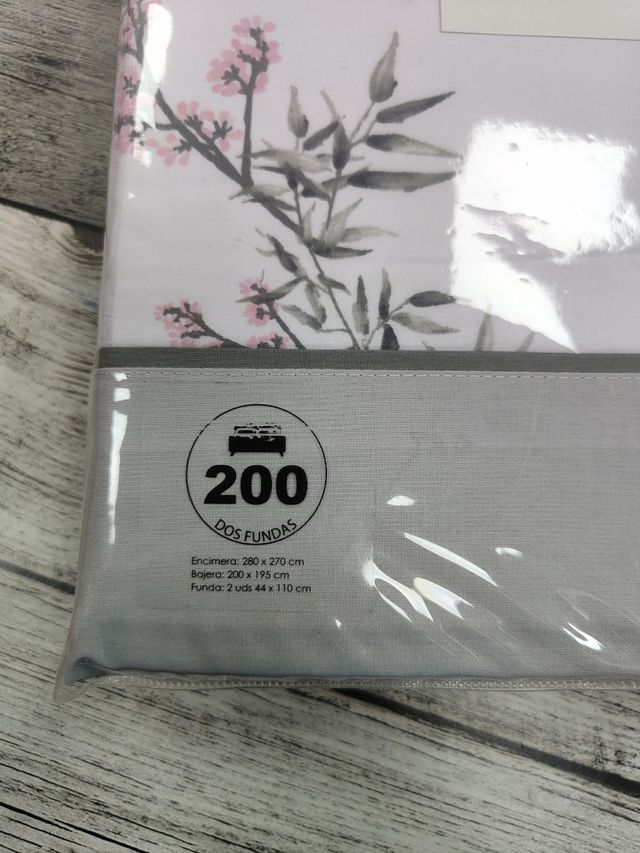 200
DOS FUNDAS
Encimera: 280 x 270 cm
Bajera: 200 x 195 cm
Funda: 2 uds 44 x 110 cm